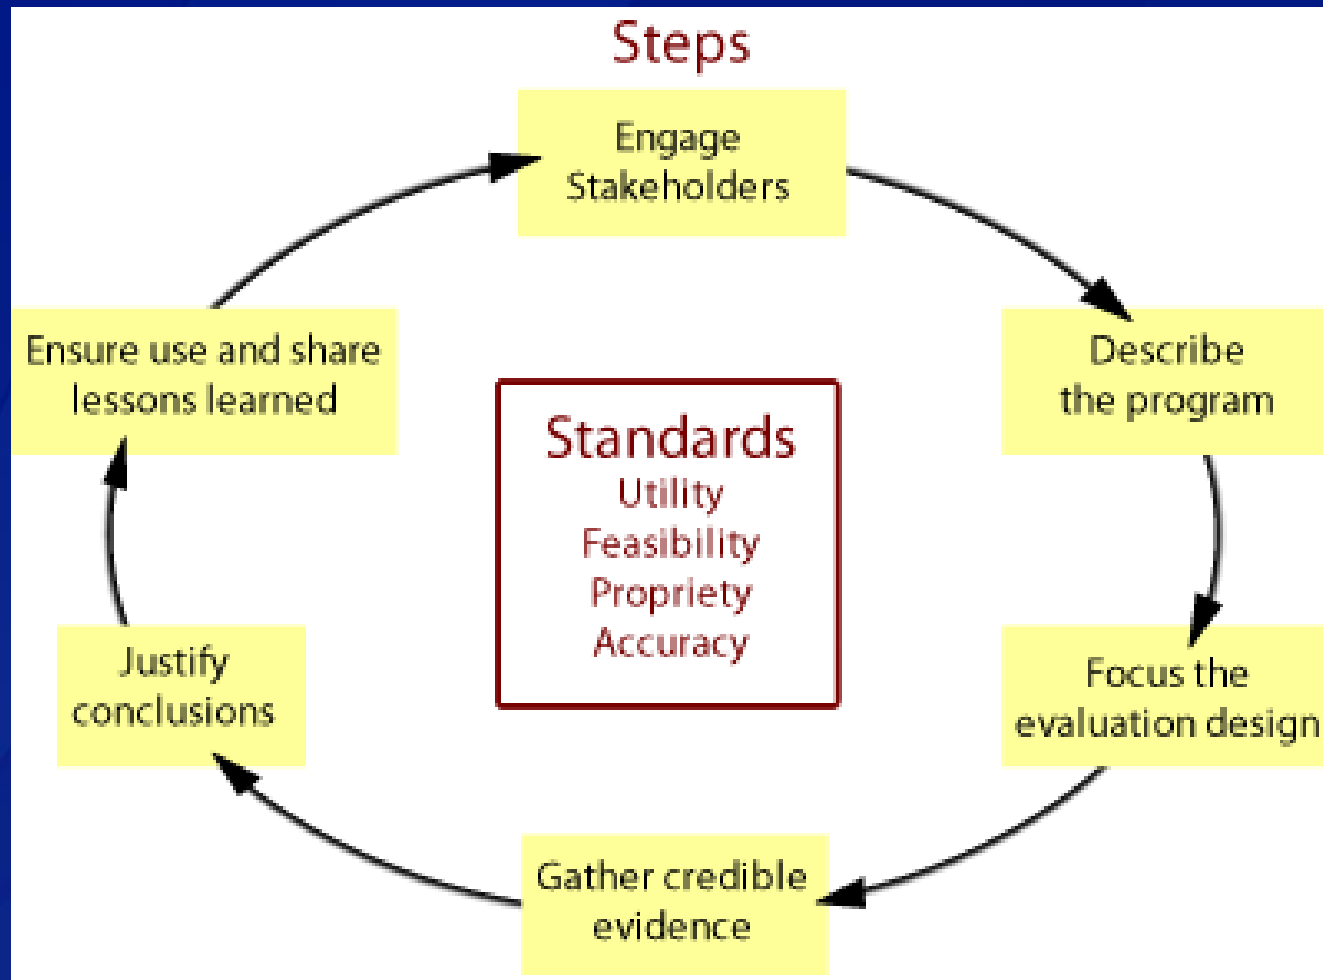 Steps
Engage
Stakeholders
Describe
the program
Focus the
evaluation design
Gather credible
evidence
Justify
conclusions
Ensure use and share
lessons learned
Standards
Utility
Feasibility
Propriety
Accuracy